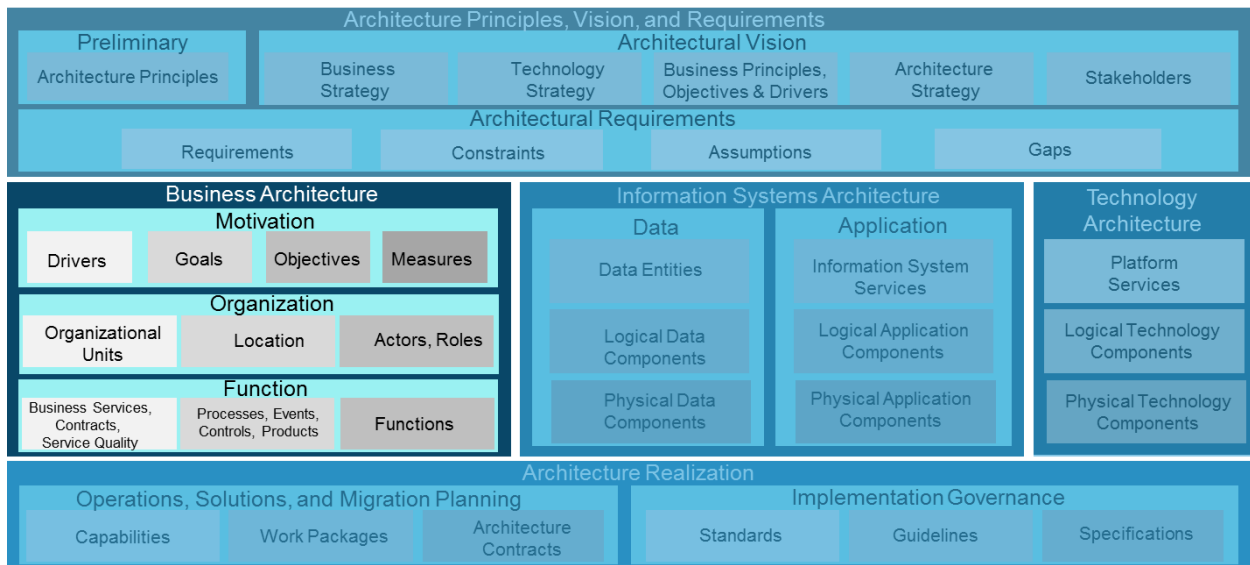 Architecture Principles, Vision, and Requirements
Preliminary
Architecture Principles
Architectural Vision
Business
Strategy
Technology
Strategy
Business Principles,
Objectives & Drivers
Architecture
Strategy
Stakeholders
Architectural Requirements
Requirements
Constraints
Assumptions
Gaps
Business Architecture
Motivation
Drivers
Goals
Objectives
Measures
Organization
Organizational
Units
Location
Actors, Roles
Function
Business Services,
Contracts,
Service Quality
Processes, Events,
Controls, Products
Functions
Information Systems Architecture
Data
Data Entities
Logical Data
Components
Physical Data
Components
Application
Information System
Services
Logical Application
Components
Physical Application
Components
Technology
Architecture
Platform
Services
Logical Technology
Components
Physical Technology
Components
Architecture Realization
Operations, Solutions, and Migration Planning
Capabilities
Work Packages
Architecture
Contracts
Implementation Governance
Standards
Guidelines
Specifications